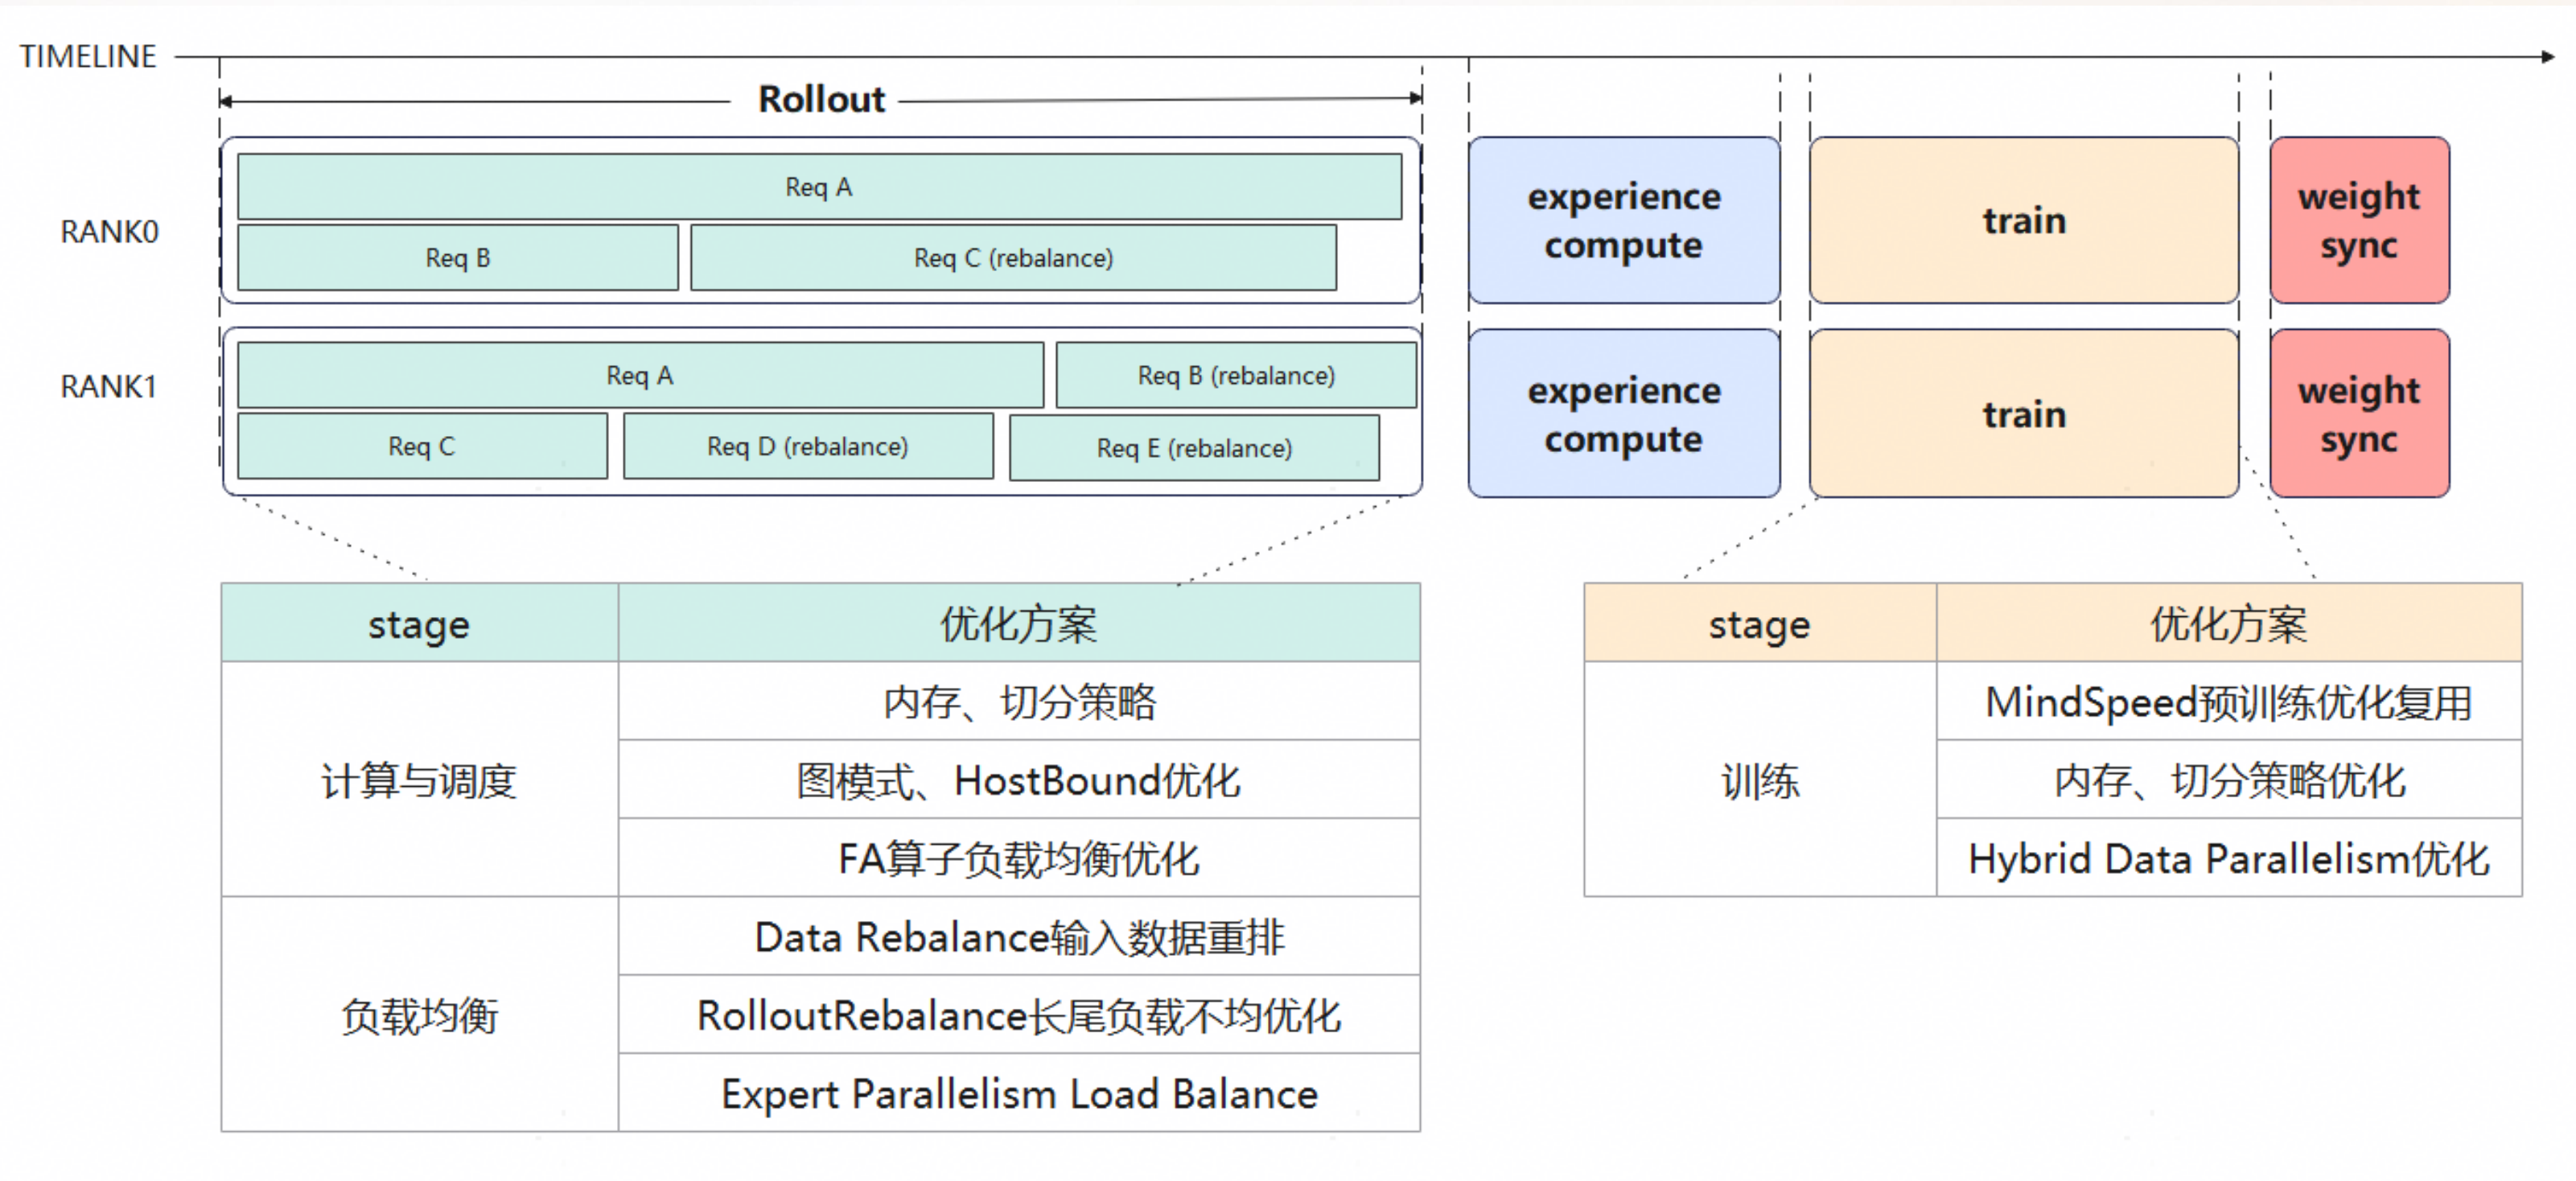 TIMELINE
Rollout
RANK0
Req A
Req B
Req C (rebalance)
experience
compute
train
weight
sync
RANK1
Req A
Req B (rebalance)
Req C
Req D (rebalance)
Req E (rebalance)
experience
compute
train
weight
sync
stage
优化方案
计算与调度
内存、切分策略
图模式、HostBound优化
FA算子负载均衡优化
负载均衡
Data Rebalance输入数据重排
RolloutRebalance长尾负载不均优化
Expert Parallelism Load Balance
stage
优化方案
训练
MindSpeed预训练优化复用
内存、切分策略优化
Hybrid Data Parallelism优化